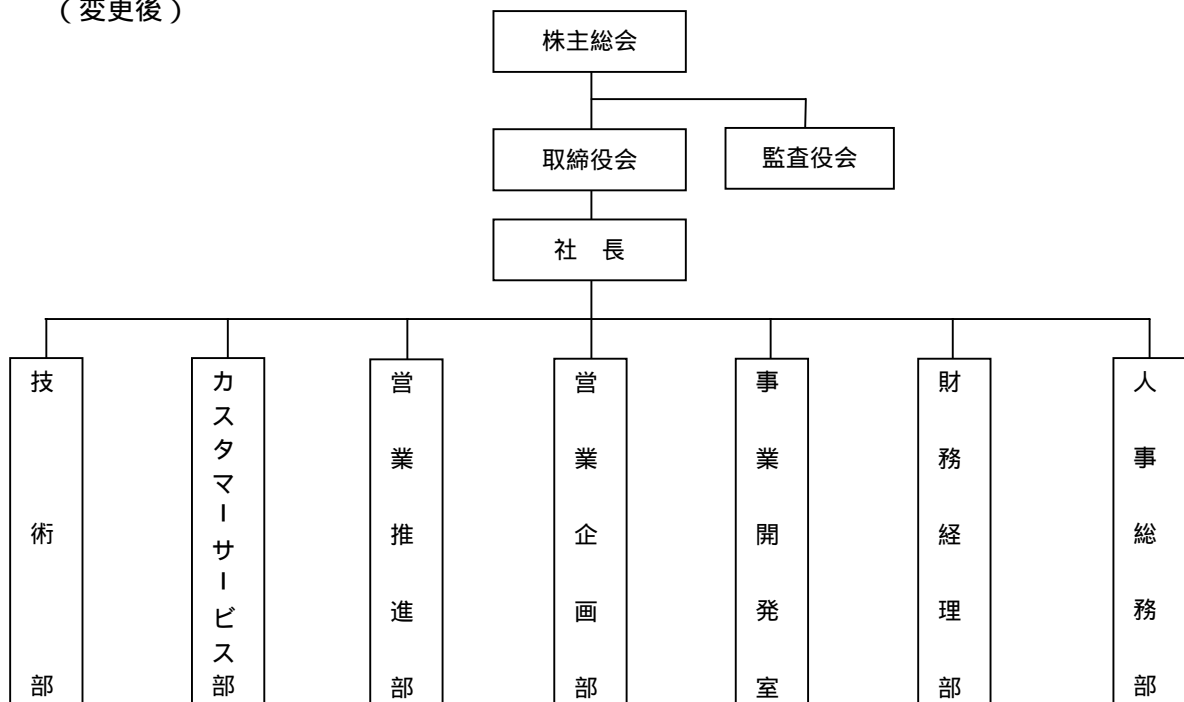 （変更後）
株主総会
取締役会
監査役会
社　長
技術部
カスタマーサービス部
営業推進部
営業企画部
事業開発室
財務経理部
人事総務部